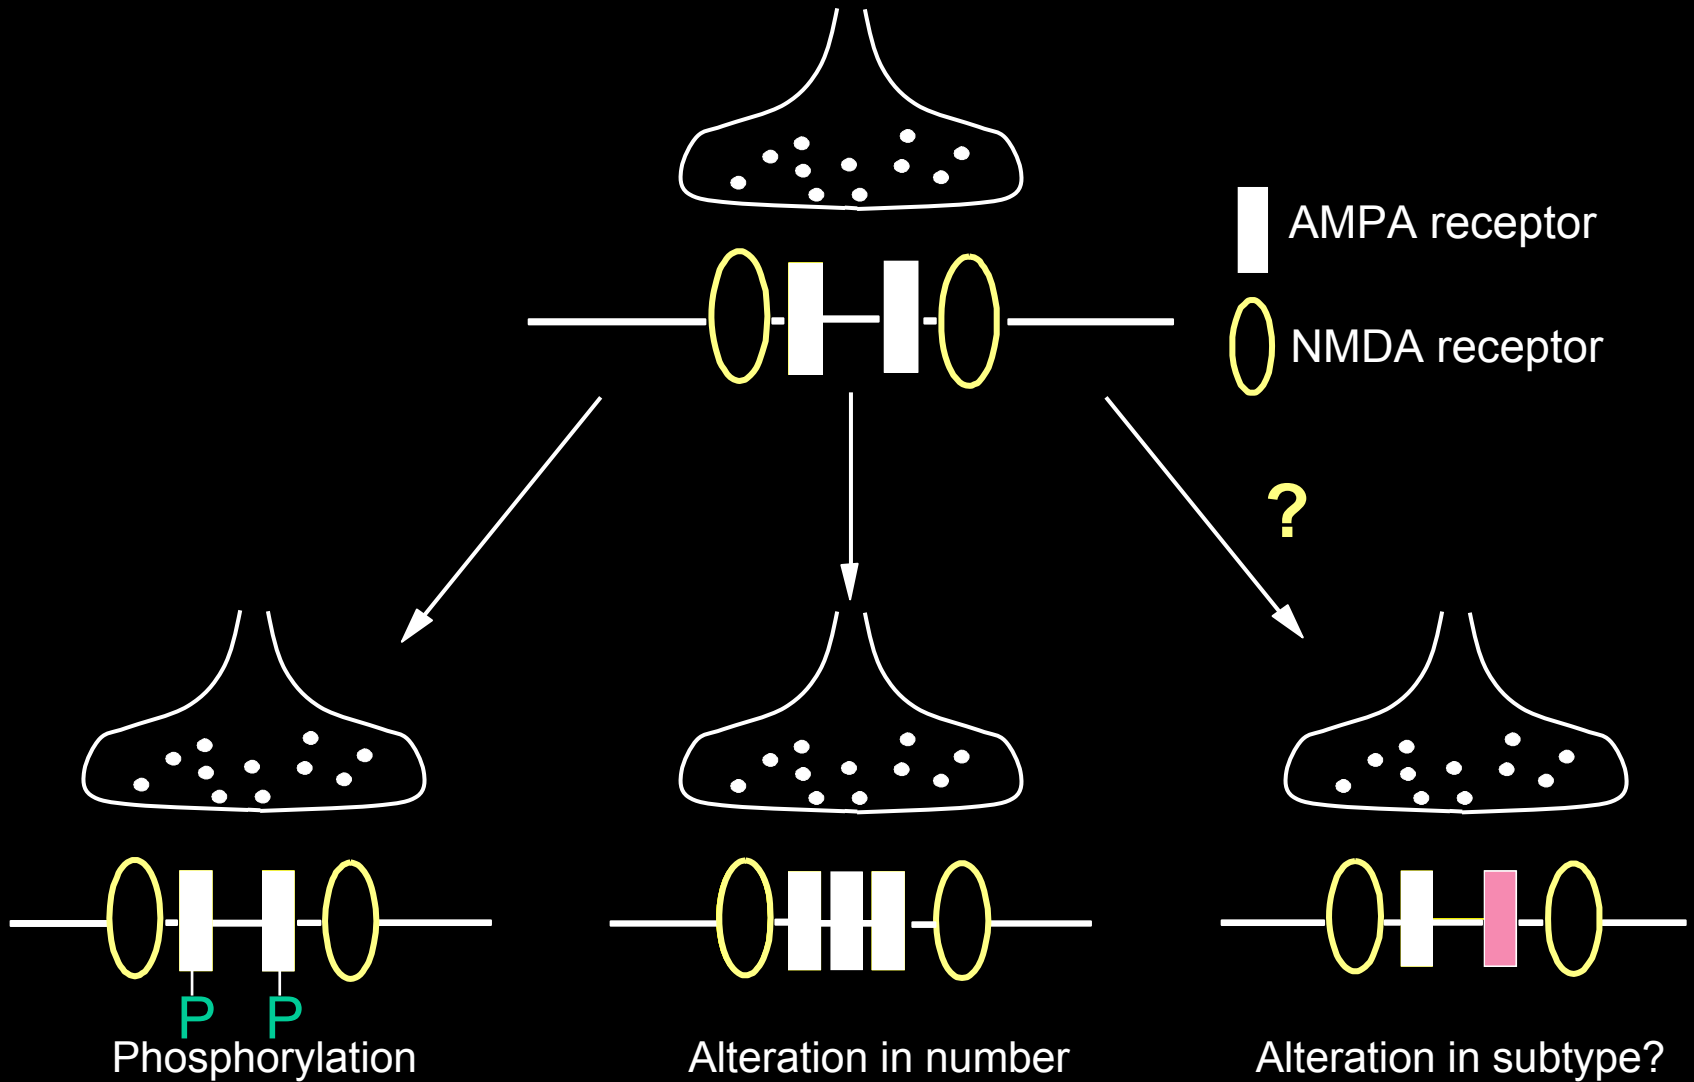 AMPA receptor
NMDA receptor
?
P P
Phosphorylation
Alteration in number
Alteration in subtype?